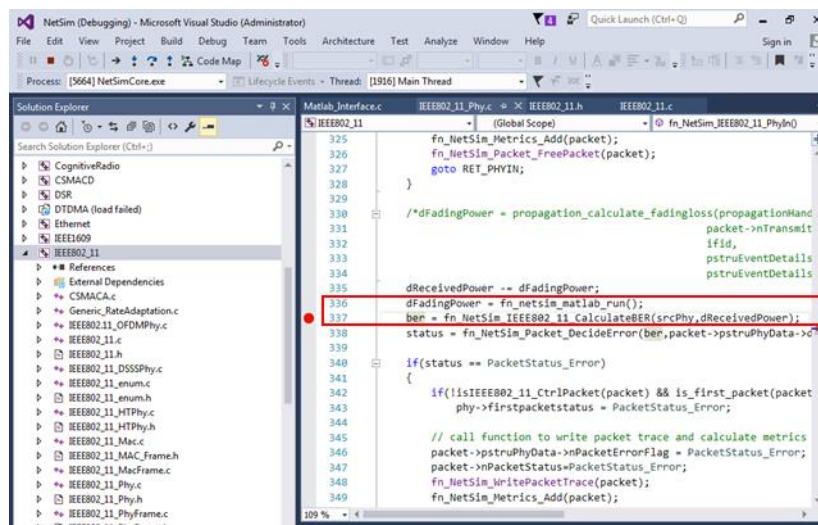 NetSim (Debugging) - Microsoft Visual Studio (Administrator)
1
Quick Launch (Ctrl+Q)
File Edit View Project Build Debug Team Tools Architecture Test Analyze Window Help
Sign in
Code Map
Process: [5664] NetSimCore.exe
Lifecycle Events
Thread: [1916] Main Thread
Solution Explorer
Search Solution Explorer (Ctrl+;)
CognitiveRadio
CSMACD
DSR
DTDMA (load failed)
Ethernet
IEEE1609
IEEE802_11
References
External Dependencies
CSMACA.c
Generic_RateAdaptation.c
IEEE802.11_OFDMPhy.c
IEEE802_11.c
IEEE802_11.h
IEEE802_11_DSSSPhy.c
IEEE802_11_enum.c
IEEE802_11_enum.h
IEEE802_11_HTPhy.c
IEEE802_11_HTPhy.h
IEEE802_11_Mac.c
IEEE802_11_MAC_Frame.h
IEEE802_11_MacFrame.c
IEEE802_11_Phy.c
IEEE802_11_Phy.h
IEEE802_11_PhyFrame.c
Matlab_Interface.c IEEE802_11_Phy.c IEEE802_11.h IEEE802_11.c
IEEE802_11 (Global Scope) fn_NetSim_IEEE802_11_PhyIn()
325 fn_NetSim_Metrics_Add(packet);
326 fn_NetSim_Packet_FreePacket(packet);
327 goto RET_PHYIN;
328 }
329
330 /*dFadingPower = propagation_calculate_fadingloss(propagationHand
331 packet->nTransmit
332 ifid,
333 pstruEventDetails
334 pstruEventDetails
335 dReceivedPower -= dFadingPower;
336 dFadingPower = fn_netsim_matlab_run();
337 ber = fn_NetSim_IEEE802_11_CalculateBER(srcPhy,dReceivedPower);
338 status = fn_NetSim_Packet_DecideError(ber,packet->pstruPhyData->d
339
340 if(status == PacketStatus_Error)
341 {
342 if(!isIEEE802_11_CtrlPacket(packet) && is_first_packet(packet
343 phy->firstpacketstatus = PacketStatus_Error;
344
345 // call function to write packet trace and calculate metrics
346 packet->pstruPhyData->nPacketErrorFlag = PacketStatus_Error;
347 packet->nPacketStatus=PacketStatus_Error;
348 fn_NetSim_WritePacketTrace(packet);
349 fn_NetSim_Metrics_Add(packet);
109 %